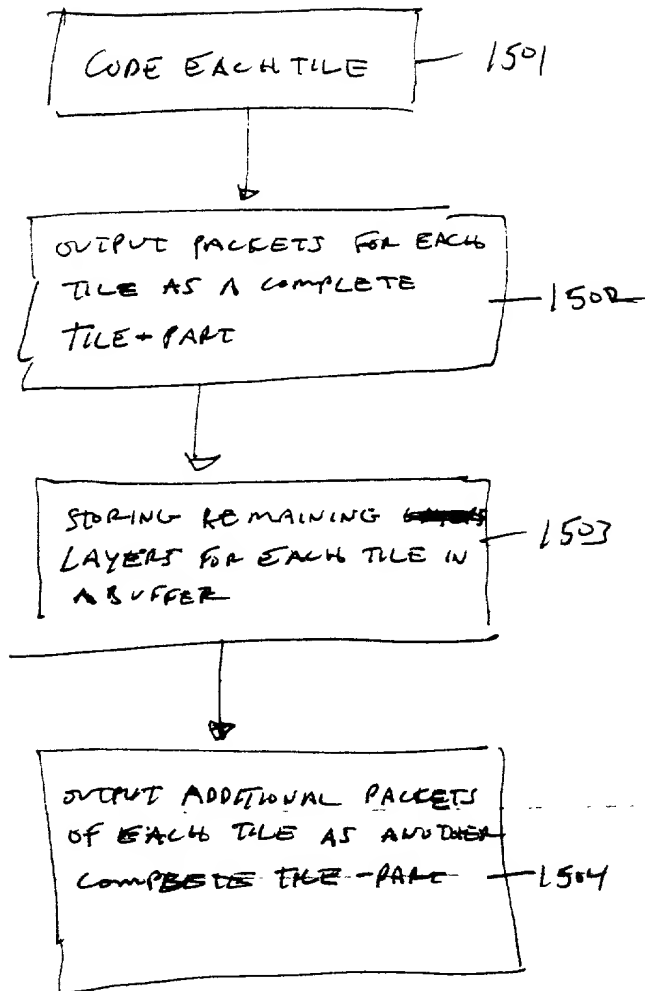 CODE EACH TILE
1501
OUTPUT PACKETS FOR EACH
TILE AS A COMPLETE
TILE-PART
1502
STORING REMAINING
LAYERS FOR EACH TILE IN
A BUFFER
1503
OUTPUT ADDITIONAL PACKETS
OF EACH TILE AS ANOTHER
COMPLETE TILE-PART
1504